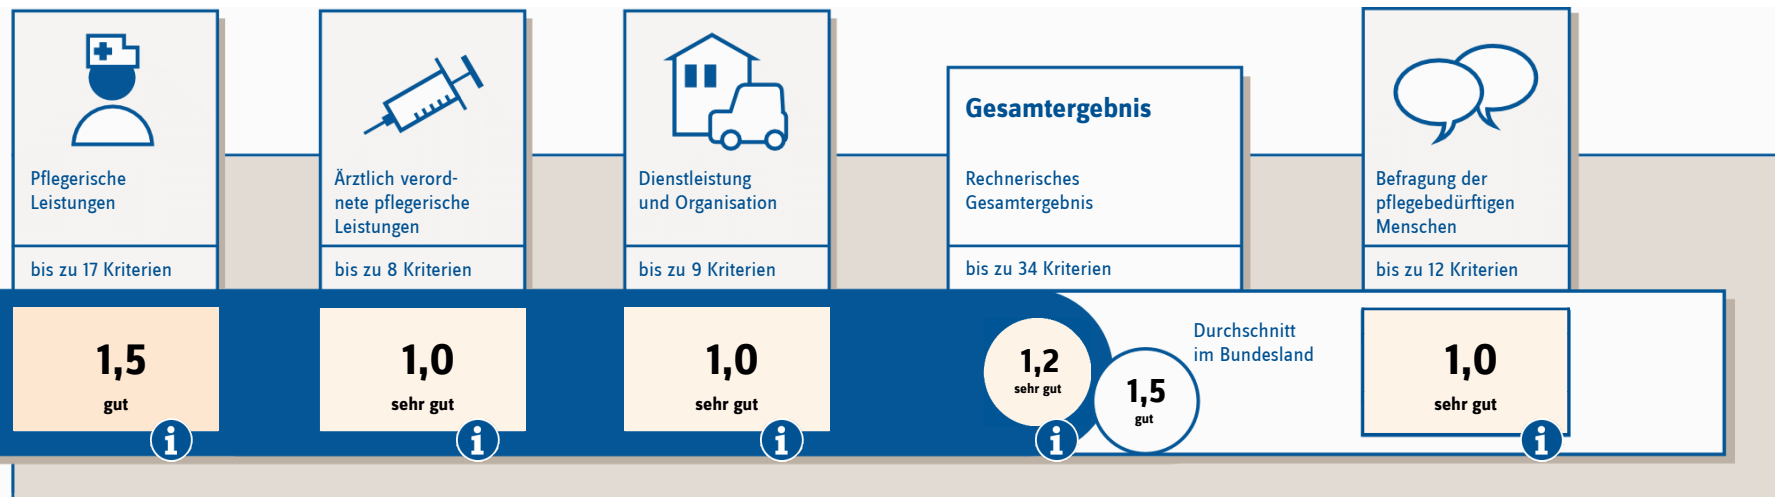 Pflegerische
Leistungen
bis zu 17 Kriterien
1,5
gut
i
Ärztlich verord-
nete pflegerische
Leistungen
bis zu 8 Kriterien
1,0
sehr gut
i
Dienstleistung
und Organisation
bis zu 9 Kriterien
1,0
sehr gut
i
Gesamtergebnis
Rechnerisches
Gesamtergebnis
bis zu 34 Kriterien
1,2
sehr gut
i
1,5
gut
Durchschnitt
im Bundesland
Befragung der
pflegebedürftigen
Menschen
bis zu 12 Kriterien
1,0
sehr gut
i